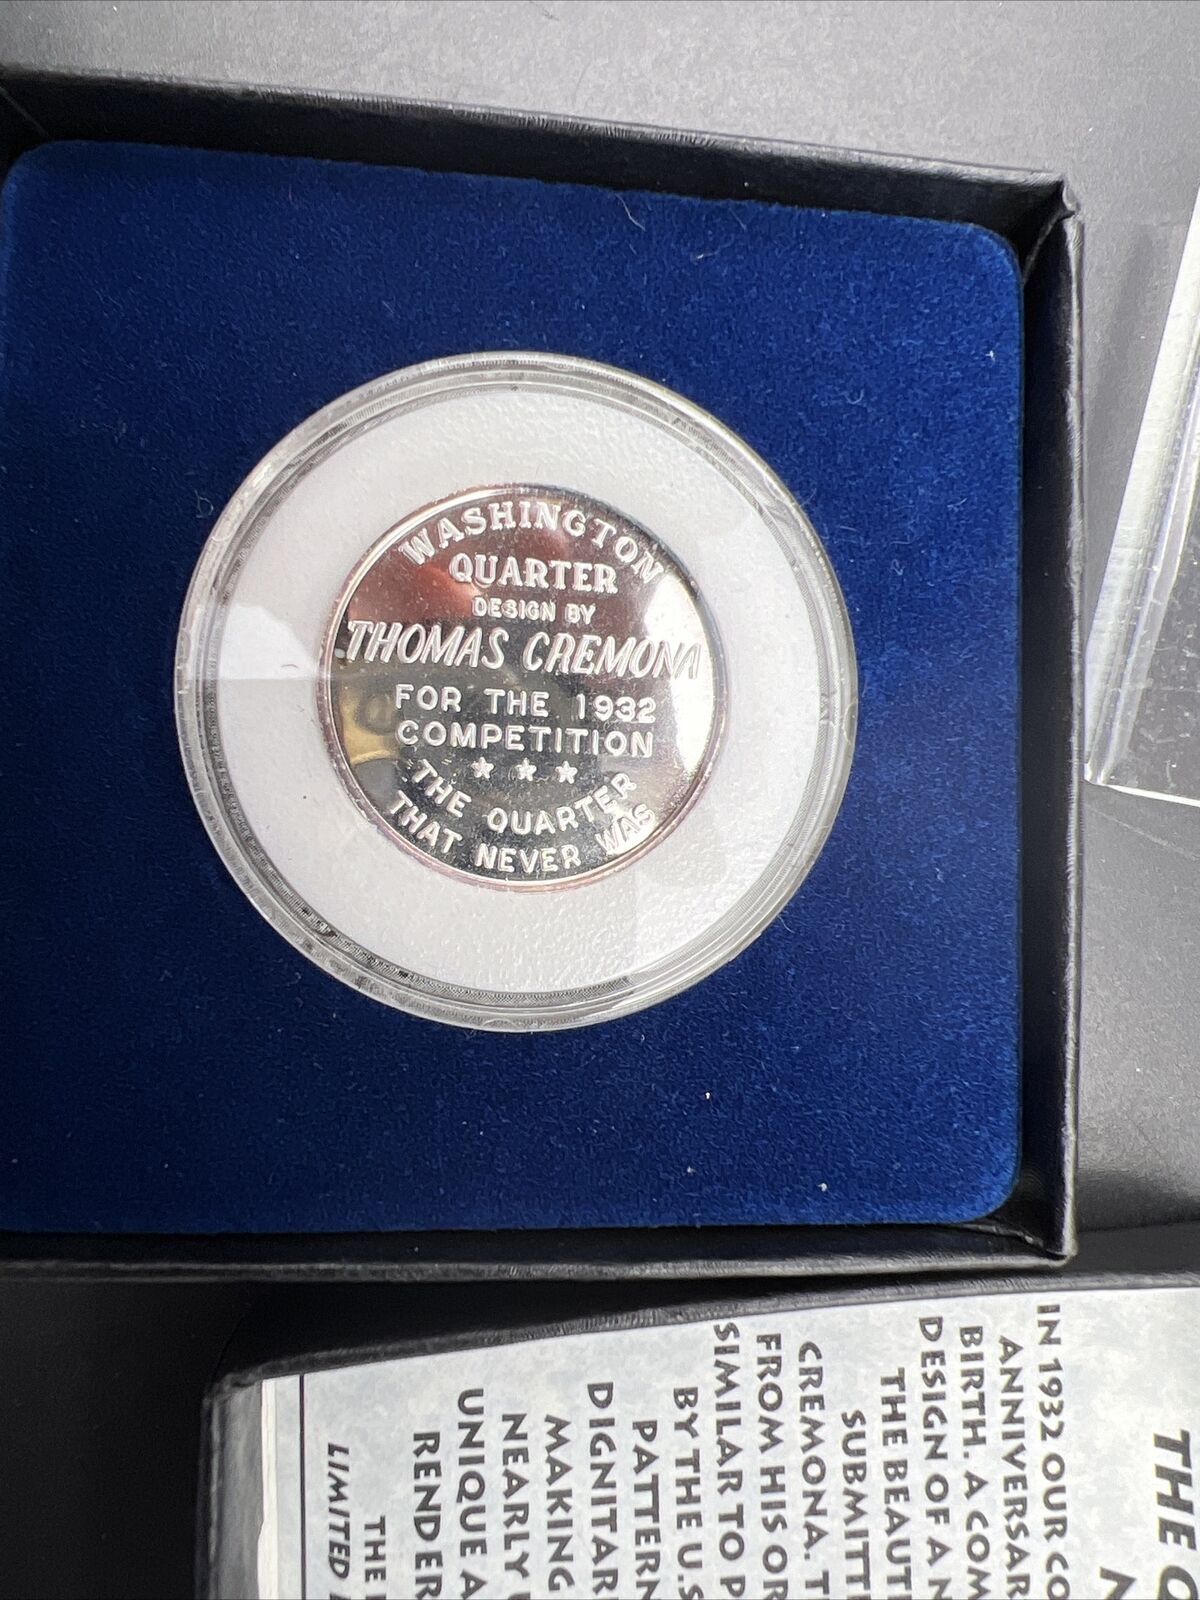 WASHINGTON
QUARTER
DESIGN BY
THOMAS CREMONA
FOR THE 1932
COMPETITION
★ ★ ★
THE QUARTER
THAT NEVER WAS
THE
IN 1932 OUR
ANNIVERSAR
BIRTH. A COM
DESIGN OF A
THE BEAUT
SUBMITT
CREMONA. T
FROM HIS OR
SIMILAR TO P
BY THE U.S
PATTERN
DIGNITAR
MAKING
NEARLY
UNIQUE A
RENDER
THE
LIMITED